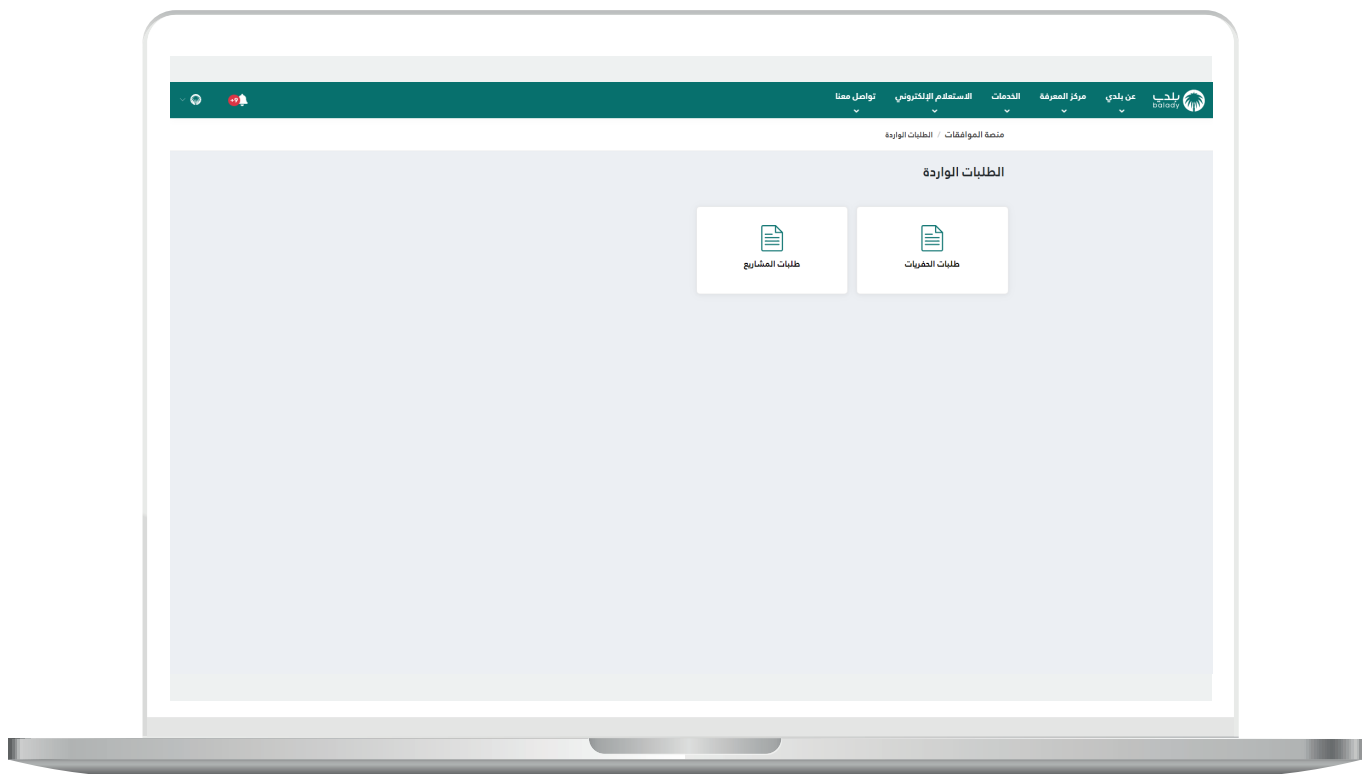 بلدي
balady
عن بلدي
مركز المعرفة
الخدمات
الاستعلام الإلكتروني
تواصل معنا
+9
منصة الموافقات / الطلبات الواردة
الطلبات الواردة
طلبات الحفريات
طلبات المشاريع